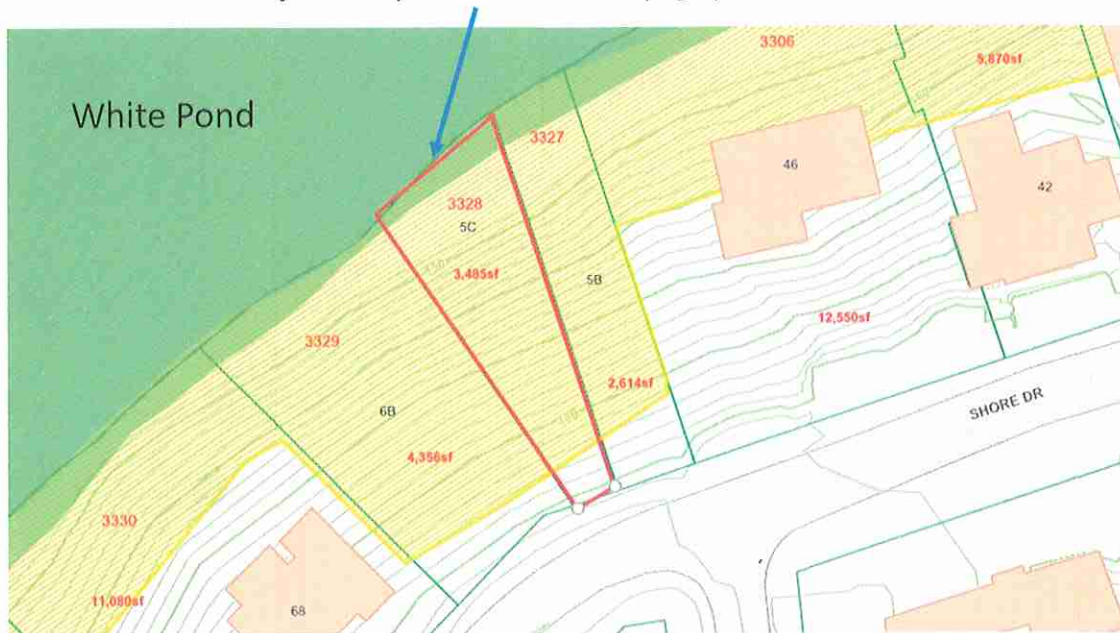 3306
5,870sf
White Pond
3327
46
42
3328
5C
3,485sf
5B
12,550sf
3329
2,614sf
6B
SHORE DR
4,356sf
3330
11,080sf
68